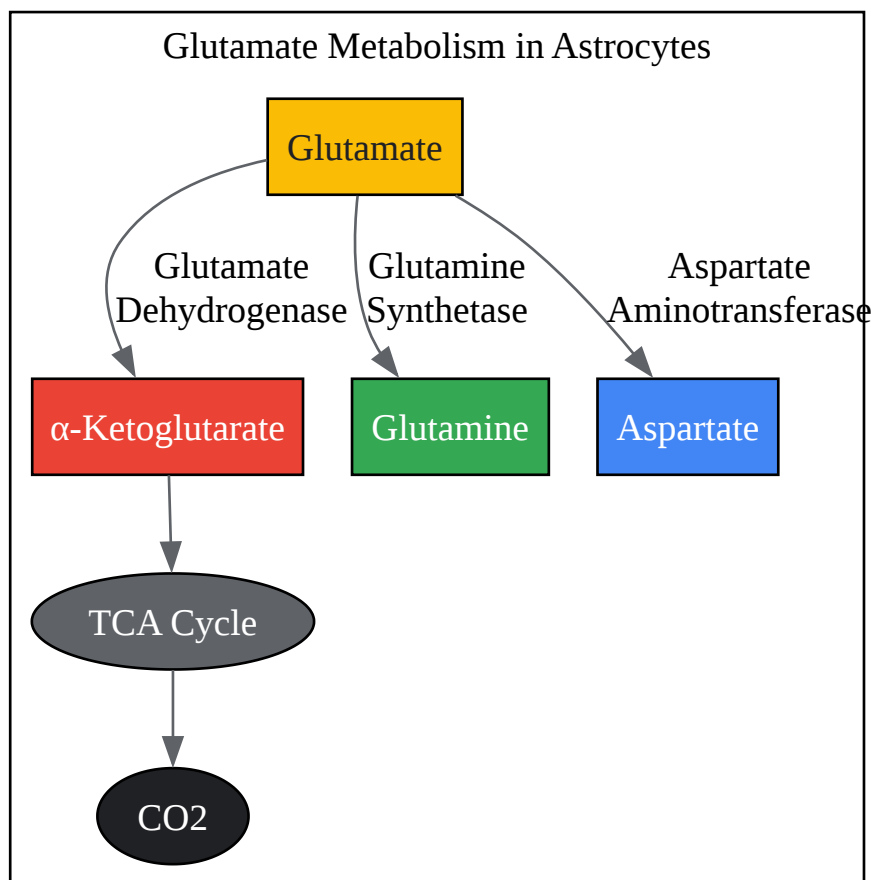 Glutamate Metabolism in Astrocytes
Glutamate
Glutamate
Dehydrogenase
Glutamine
Synthetase
Aspartate
Aminotransferase
α-Ketoglutarate
Glutamine
Aspartate
TCA Cycle
CO2